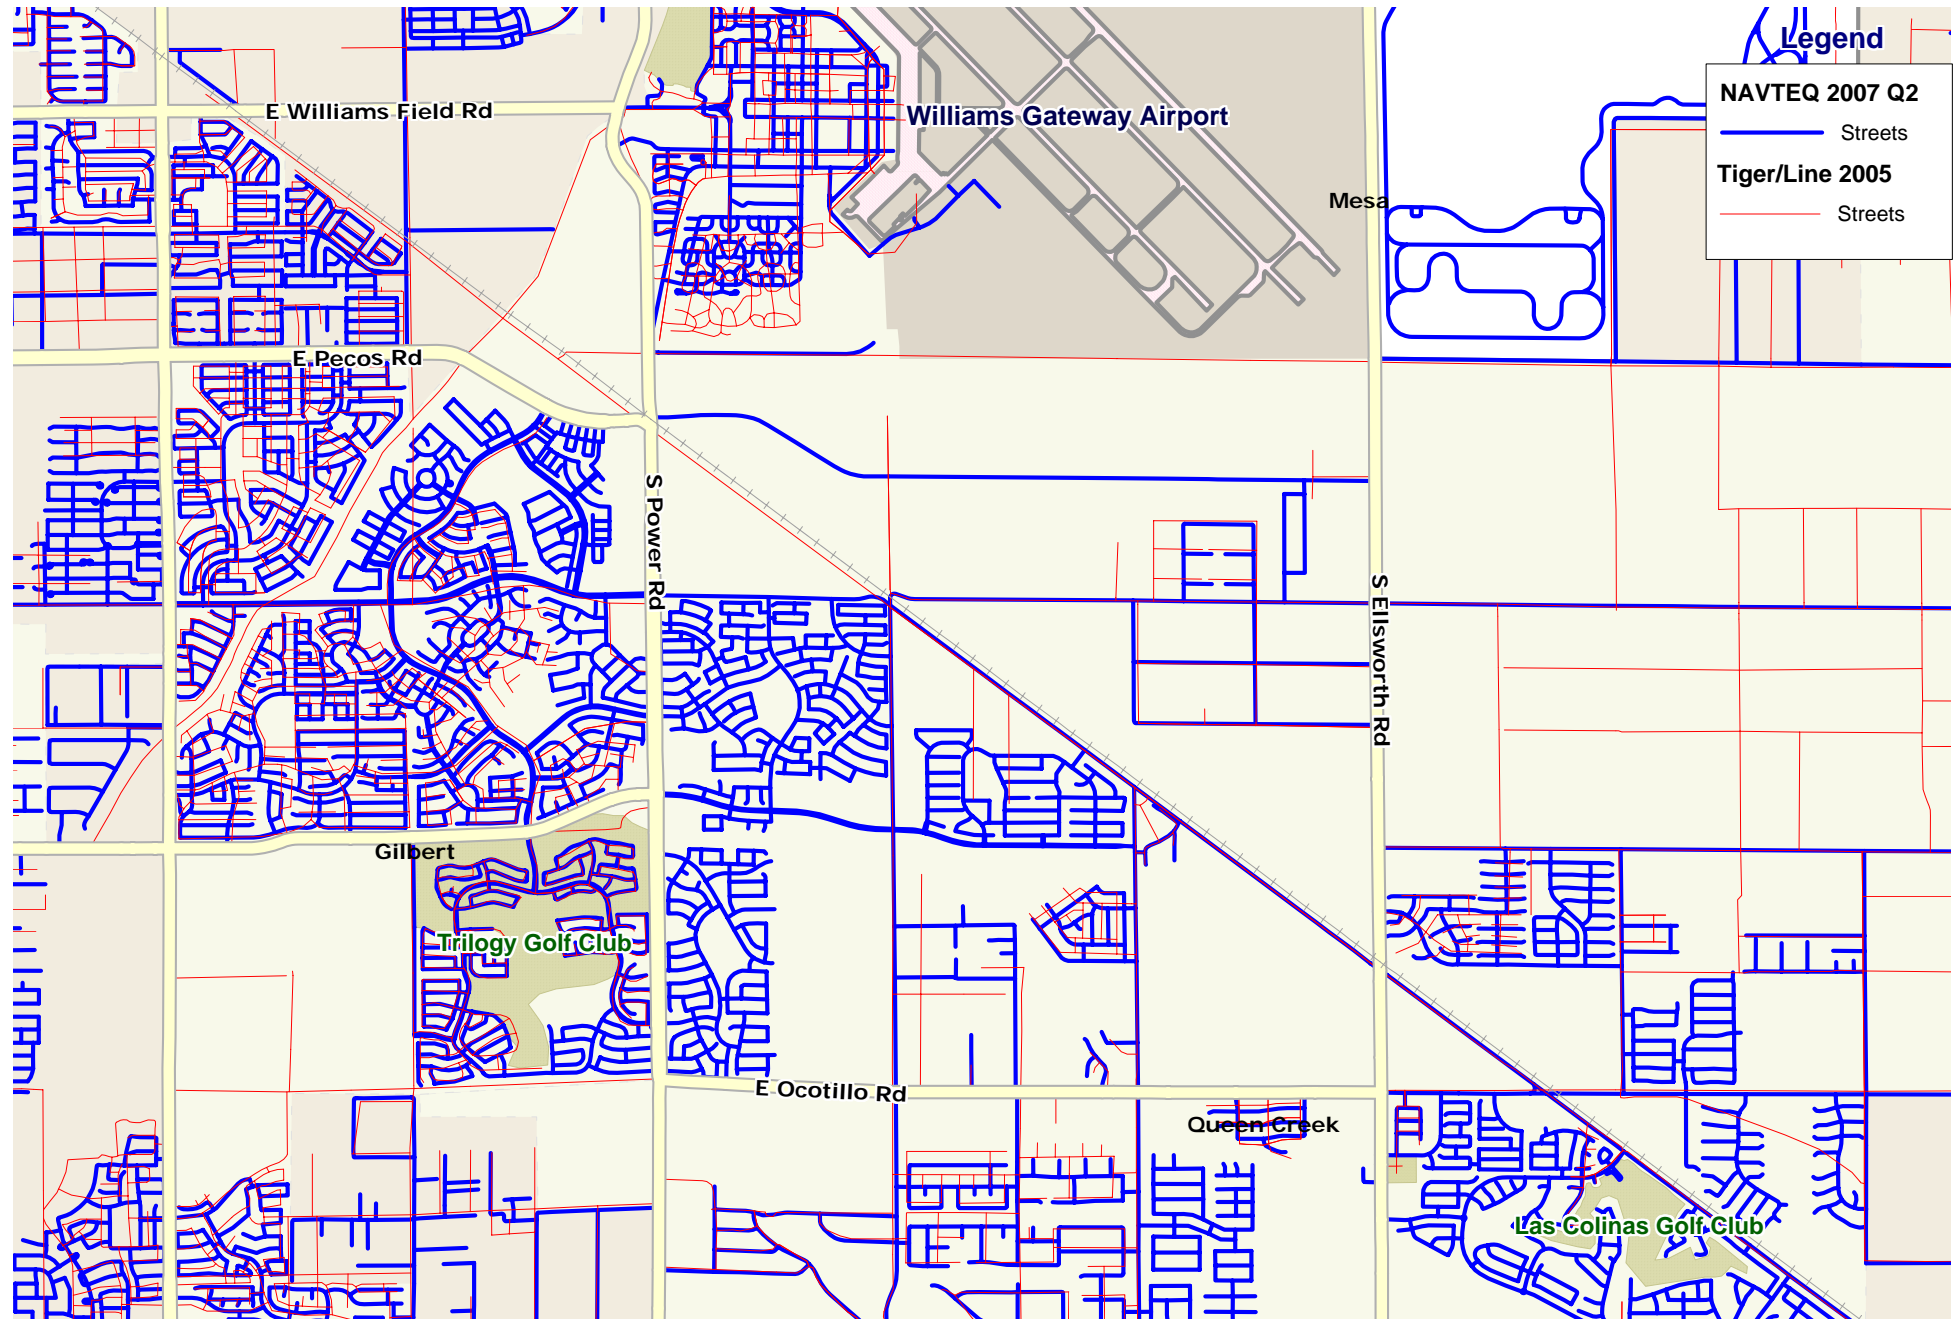 Legend
NAVTEQ 2007 Q2
Streets
Tiger/Line 2005
Streets
E Williams Field Rd
Williams Gateway Airport
Mesa
E Pecos Rd
S Power Rd
S Ellsworth Rd
Gilbert
Trilogy Golf Club
E Ocotillo Rd
Queen Creek
Las Colinas Golf Club